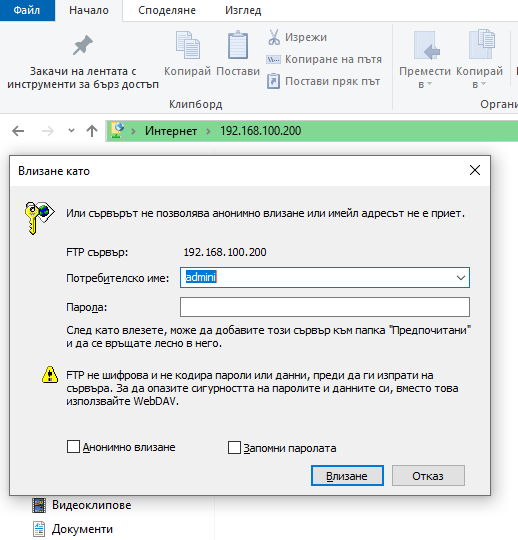 Файл Начало Споделяне Изглед
Закачи на лентата с
инструменти за бърз достъп
Копирай
Постави
Изрежи
Копиране на пътя
Постави пряк път
Премести
в
Копирай
в
Клипборд
Органи
Интернет 192.168.100.200
Влизане като
Или сървърът не позволява анонимно влизане или имейл адресът не е приет.
FTP сървър: 192.168.100.200
Потребителско име: admini
Парола:
След като влезете, може да добавите този сървър към папка "Предпочитани"
и да се връщате лесно в него.
FTP не шифрова и не кодира пароли или данни, преди да ги изпрати на
сървъра. За да опазите сигурността на паролите и данните си, вместо това
използвайте WebDAV.
Анонимно влизане Запомни паролата
Влизане Отказ
Видеоклипове
Документи